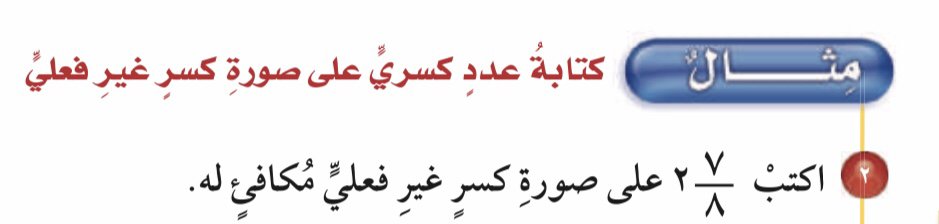 مِثَـــــالٌ كتابةُ عددٍ كسريٍّ على صورةِ كسرٍ غيرِ فعليٍّ
٢ اكتبْ ٢ ٧/٨ على صورةِ كسرٍ غيرِ فعليٍّ مُكافئٍ له.